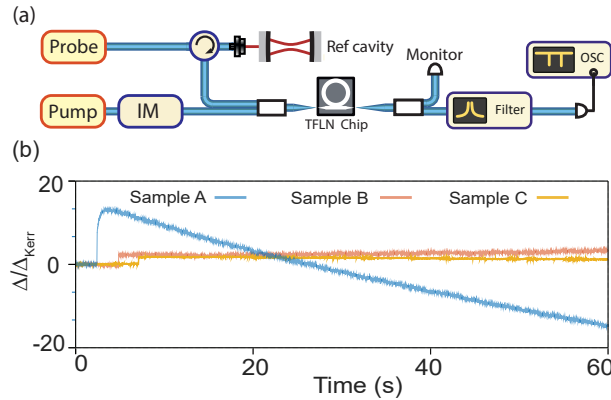 (a)
Probe
Ref cavity
Monitor
OSC
Pump
IM
TFLN Chip
Filter
(b)
Sample A
Sample B
Sample C
Δ/Δ_Kerr
20
0
-20
0
20
40
60
Time (s)